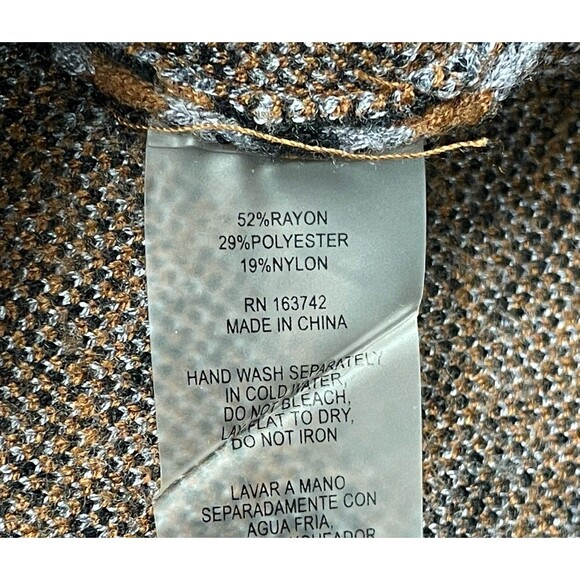 52%RAYON
29%POLYESTER
19%NYLON
RN 163742
MADE IN CHINA
HAND WASH SEPARATELY
IN COLD WATER,
DO NOT BLEACH,
LAY FLAT TO DRY,
DO NOT IRON
LAVAR A MANO
SEPARADAMENTE CON
AGUA FRIA,